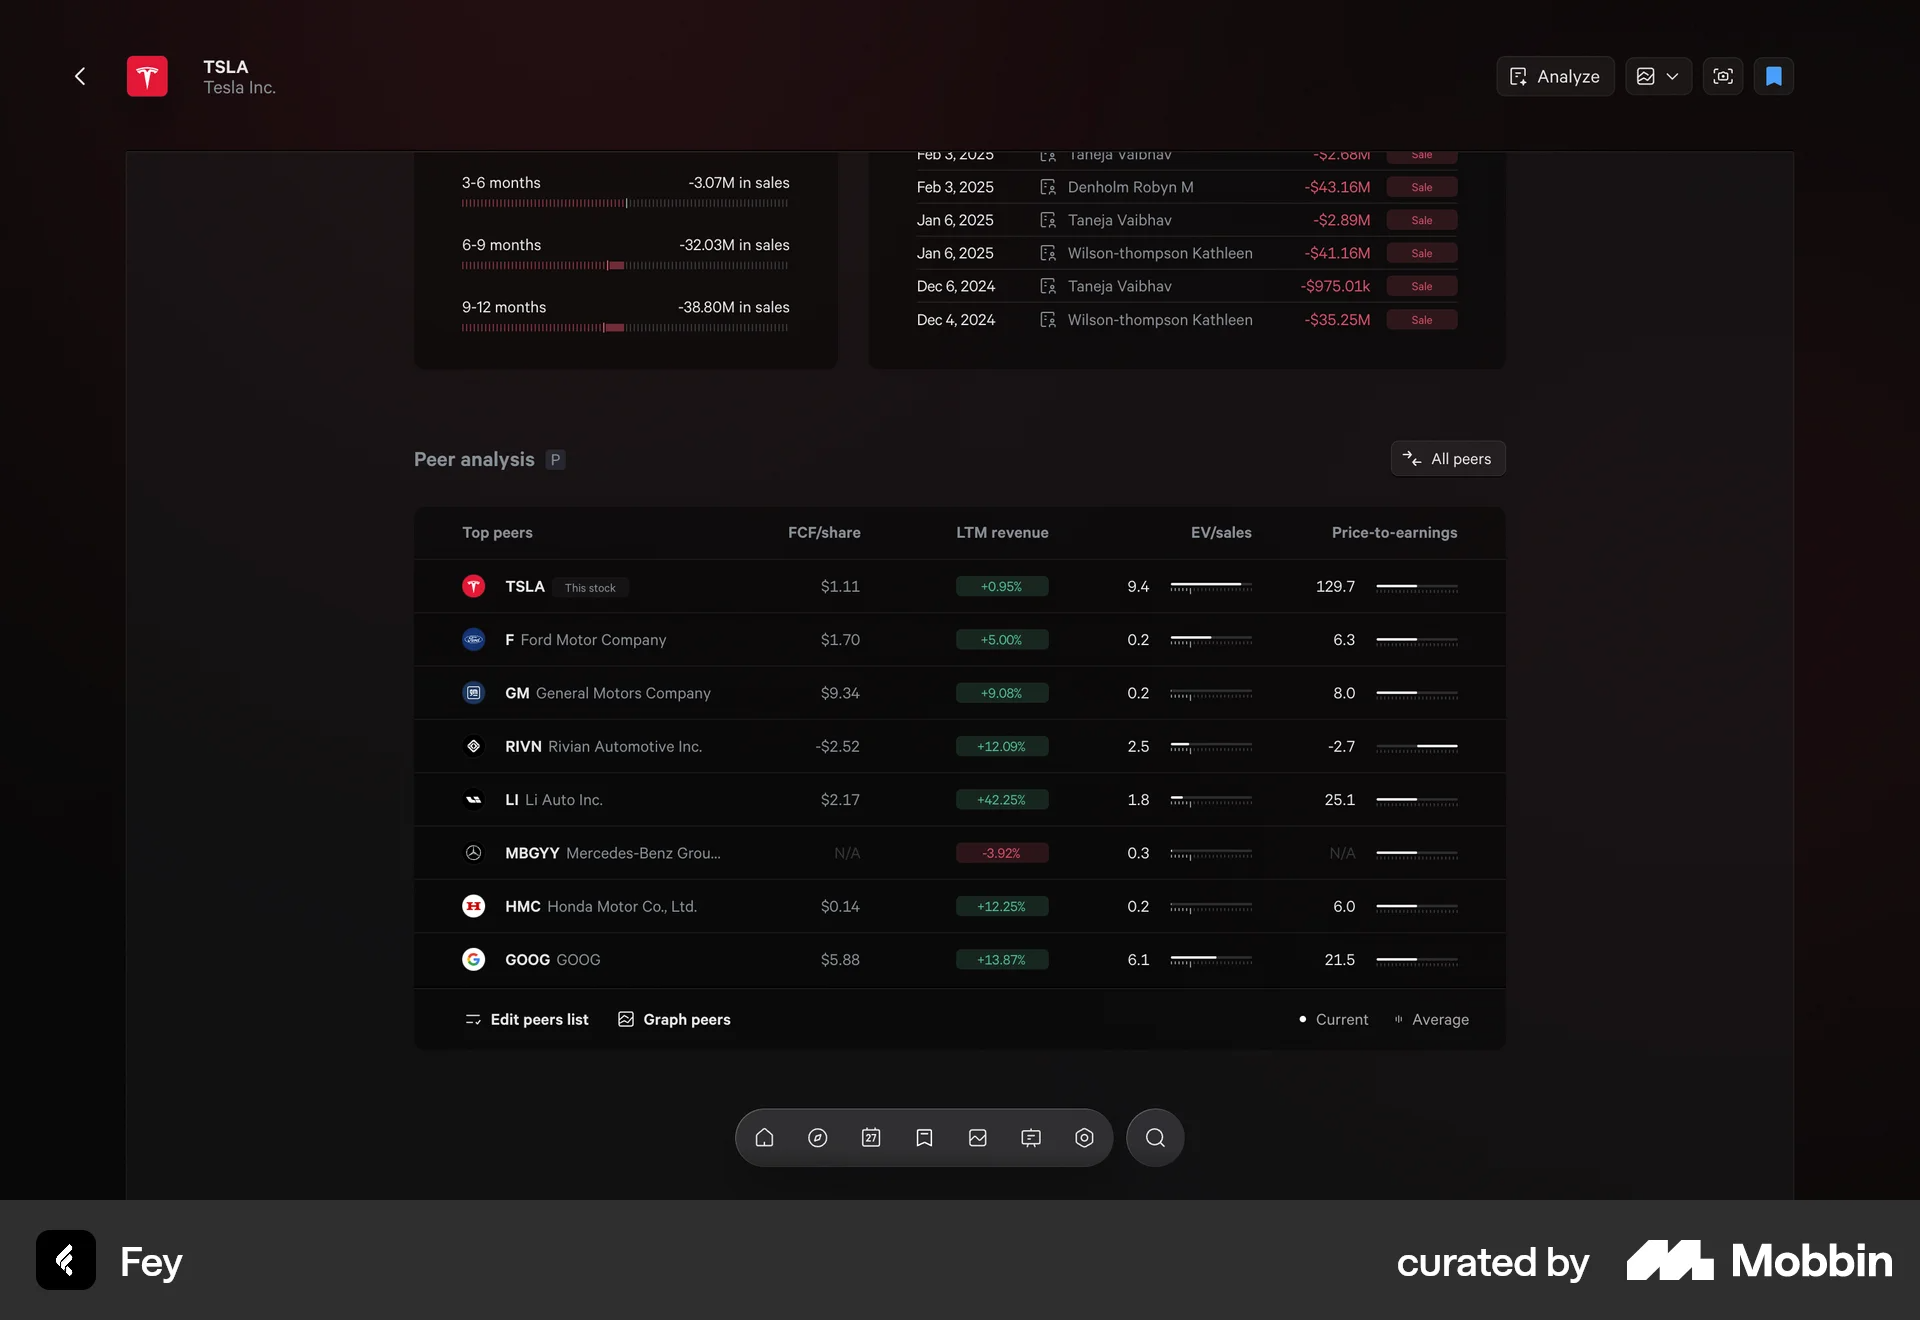 TSLA
Tesla Inc.
Analyze
3-6 months -3.07M in sales
6-9 months -32.03M in sales
9-12 months -38.80M in sales
Feb 3, 2025 Taneja Vaibhav -$2.68M Sale
Feb 3, 2025 Denholm Robyn M -$43.16M Sale
Jan 6, 2025 Taneja Vaibhav -$2.89M Sale
Jan 6, 2025 Wilson-thompson Kathleen -$41.16M Sale
Dec 6, 2024 Taneja Vaibhav -$975.01k Sale
Dec 4, 2024 Wilson-thompson Kathleen -$35.25M Sale
Peer analysis P
All peers
Top peers FCF/share LTM revenue EV/sales Price-to-earnings
TSLA This stock $1.11 +0.95% 9.4 129.7
F Ford Motor Company $1.70 +5.00% 0.2 6.3
GM General Motors Company $9.34 +9.08% 0.2 8.0
RIVN Rivian Automotive Inc. -$2.52 +12.09% 2.5 -2.7
LI Li Auto Inc. $2.17 +42.25% 1.8 25.1
MBGYY Mercedes-Benz Grou... N/A -3.92% 0.3 N/A
HMC Honda Motor Co., Ltd. $0.14 +12.25% 0.2 6.0
GOOG GOOG $5.88 +13.87% 6.1 21.5
Edit peers list Graph peers Current Average
27
Fey
curated by Mobbin